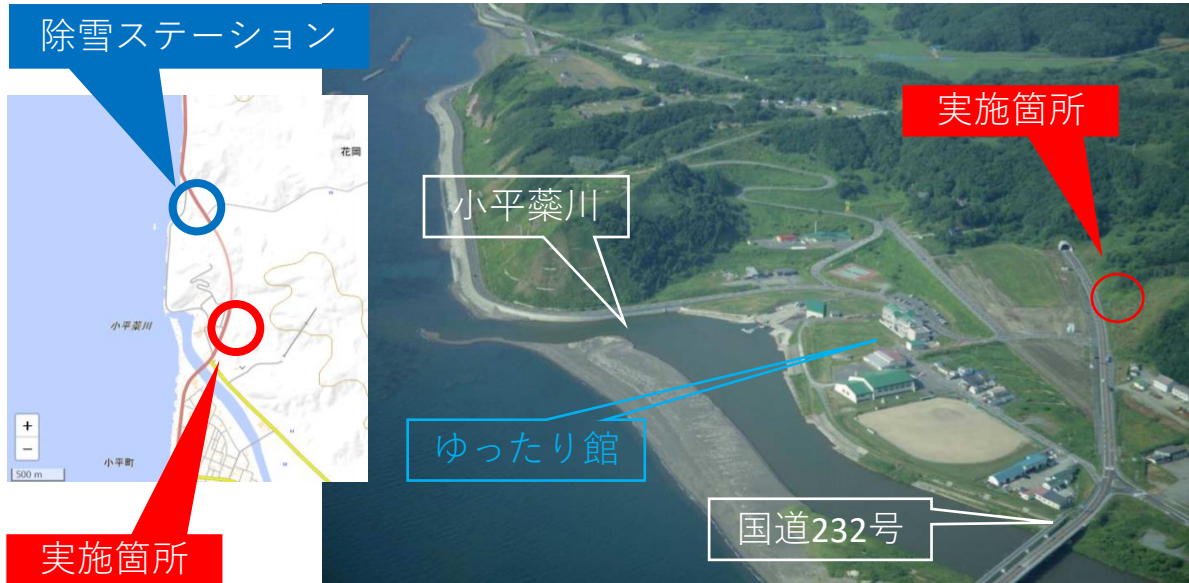 除雪ステーション
花岡
小平蘂川
小平町
+
−
500 m
実施箇所
実施箇所
小平蘂川
ゆったり館
国道232号